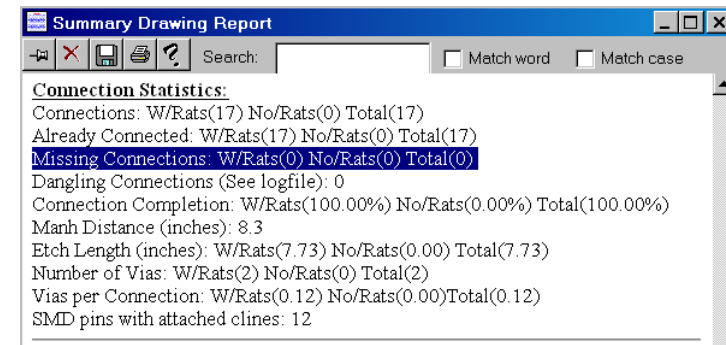 Summary Drawing Report
Search: Match word Match case
Connection Statistics:
Connections: W/Rats(17) No/Rats(0) Total(17)
Already Connected: W/Rats(17) No/Rats(0) Total(17)
Missing Connections: W/Rats(0) No/Rats(0) Total(0)
Dangling Connections (See logfile): 0
Connection Completion: W/Rats(100.00%) No/Rats(0.00%) Total(100.00%)
Manh Distance (inches): 8.3
Etch Length (inches): W/Rats(7.73) No/Rats(0.00) Total(7.73)
Number of Vias: W/Rats(2) No/Rats(0) Total(2)
Vias per Connection: W/Rats(0.12) No/Rats(0.00)Total(0.12)
SMD pins with attached clines: 12